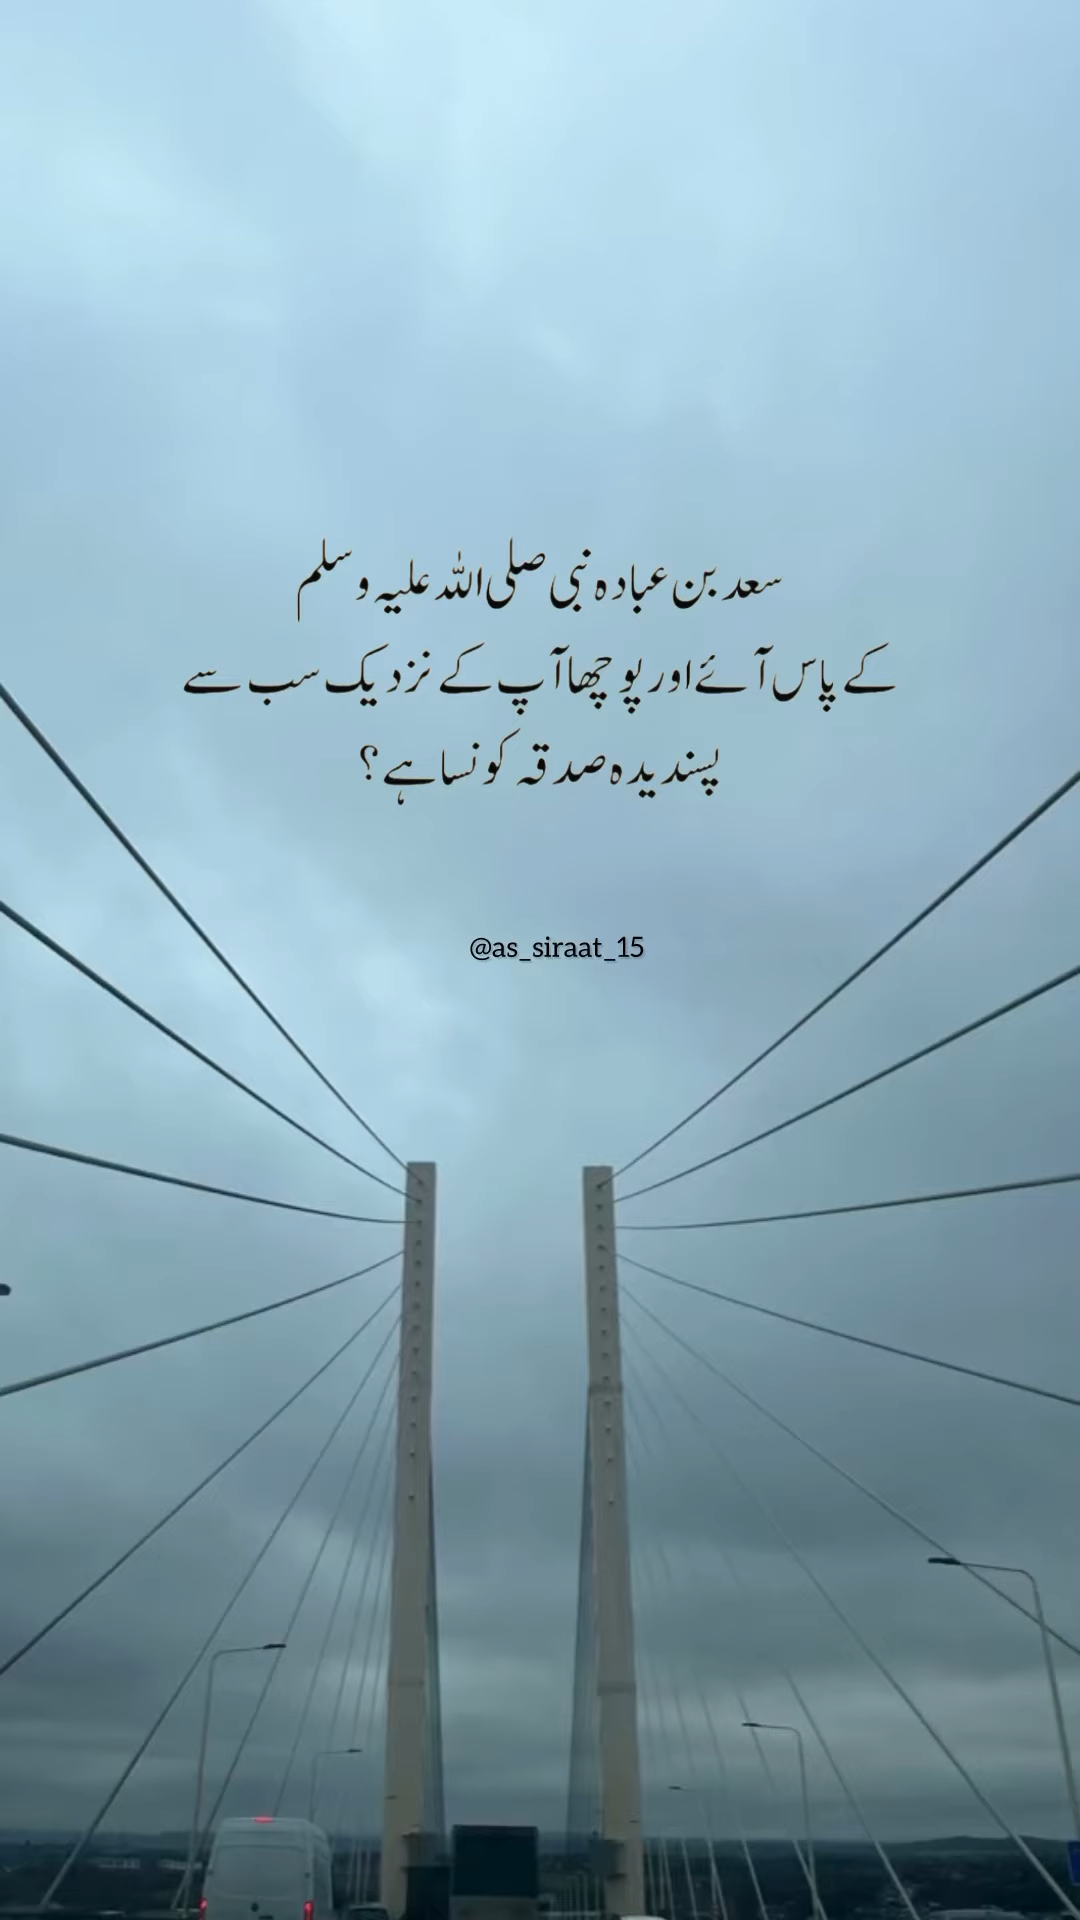 سعد بن عبادہ نبی صلی اللہ علیہ وسلم
کے پاس آئے اور پوچھا آپ کے نزدیک سب سے
پسندیدہ صدقہ کونسا ہے؟
@as_siraat_15